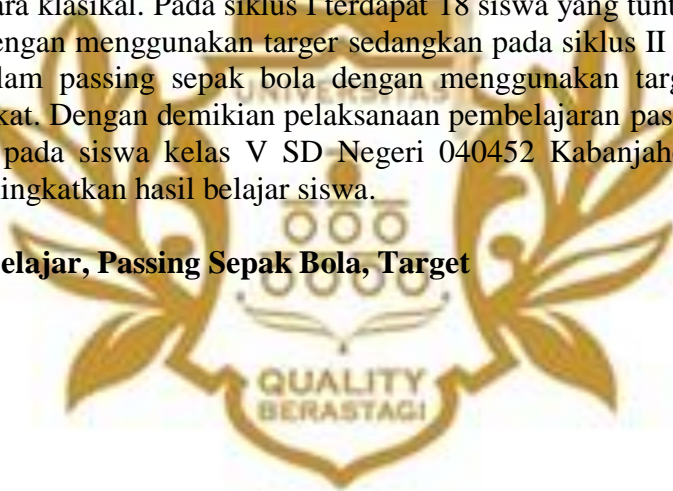 ara klasikal. Pada siklus I terdapat 18 siswa yang tunt
engan menggunakan targer sedangkan pada siklus II
lam passing sepak bola dengan menggunakan targ
kat. Dengan demikian pelaksanaan pembelajaran pas
pada siswa kelas V SD Negeri 040452 Kabanjah
ingkatkan hasil belajar siswa.
elajar, Passing Sepak Bola, Target
UNIVERSITAS
QUALITY
BERASTAGI